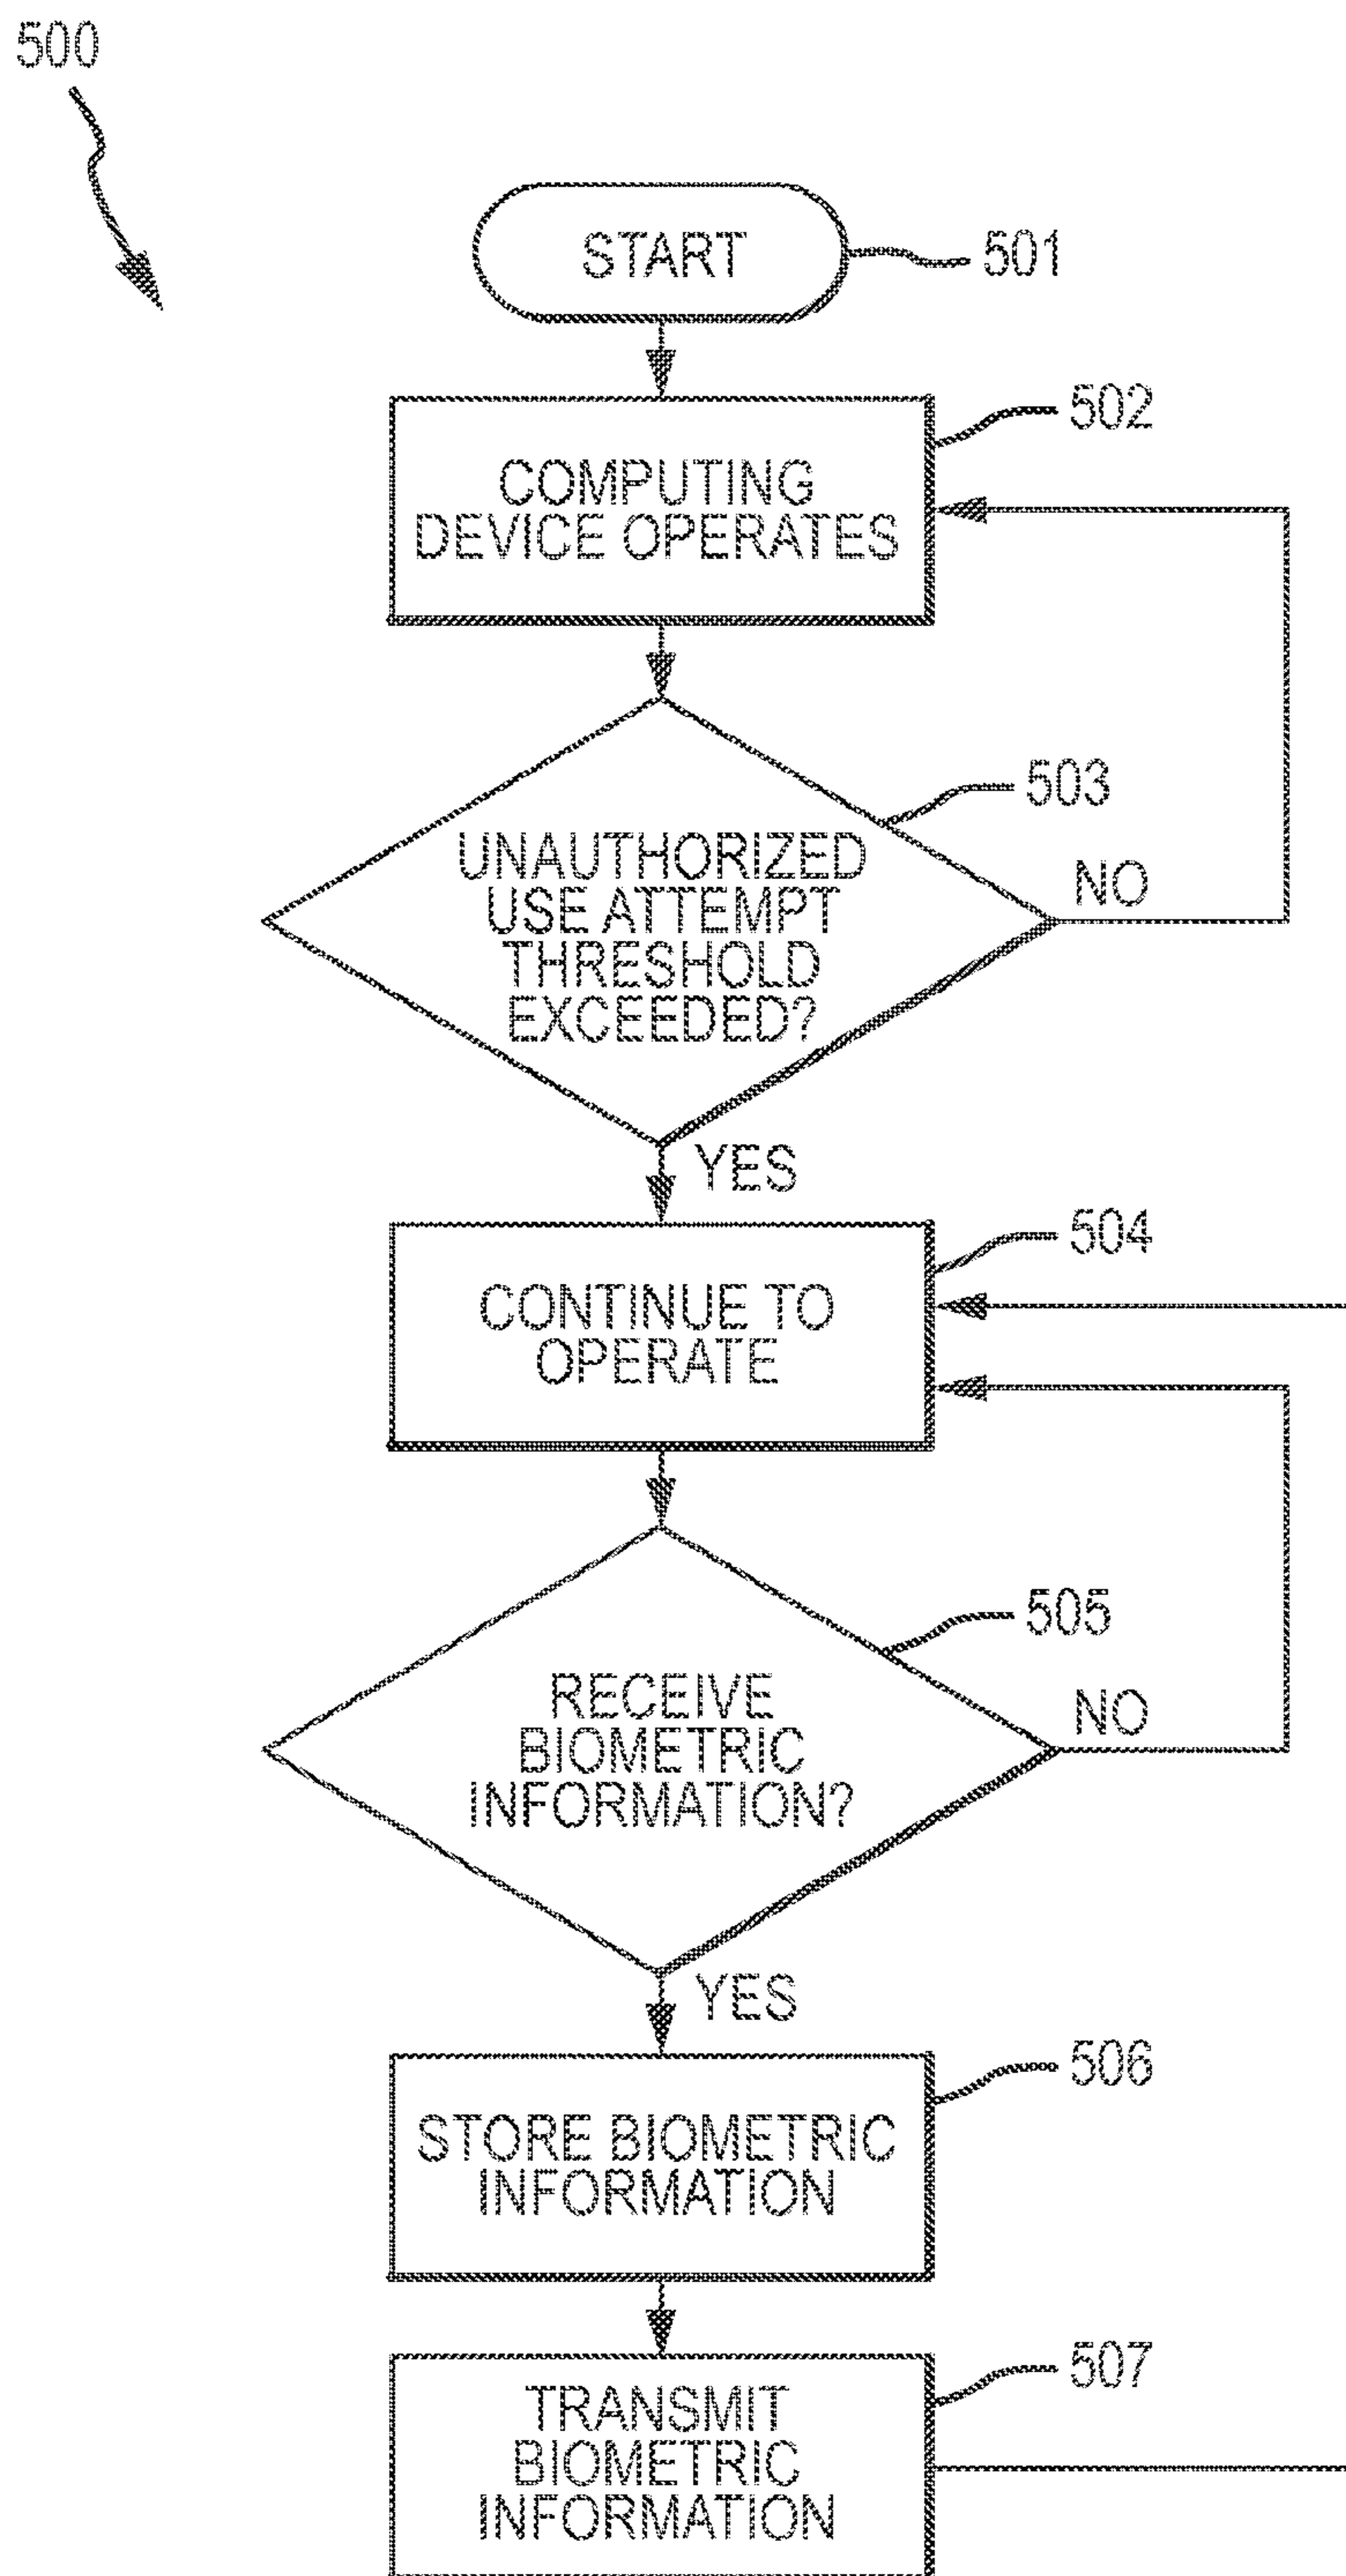 500
START
501
502
COMPUTING
DEVICE OPERATES
503
UNAUTHORIZED
USE ATTEMPT
THRESHOLD
EXCEEDED?
NO
YES
504
CONTINUE TO
OPERATE
505
RECEIVE
BIOMETRIC
INFORMATION?
NO
YES
506
STORE BIOMETRIC
INFORMATION
507
TRANSMIT
BIOMETRIC
INFORMATION